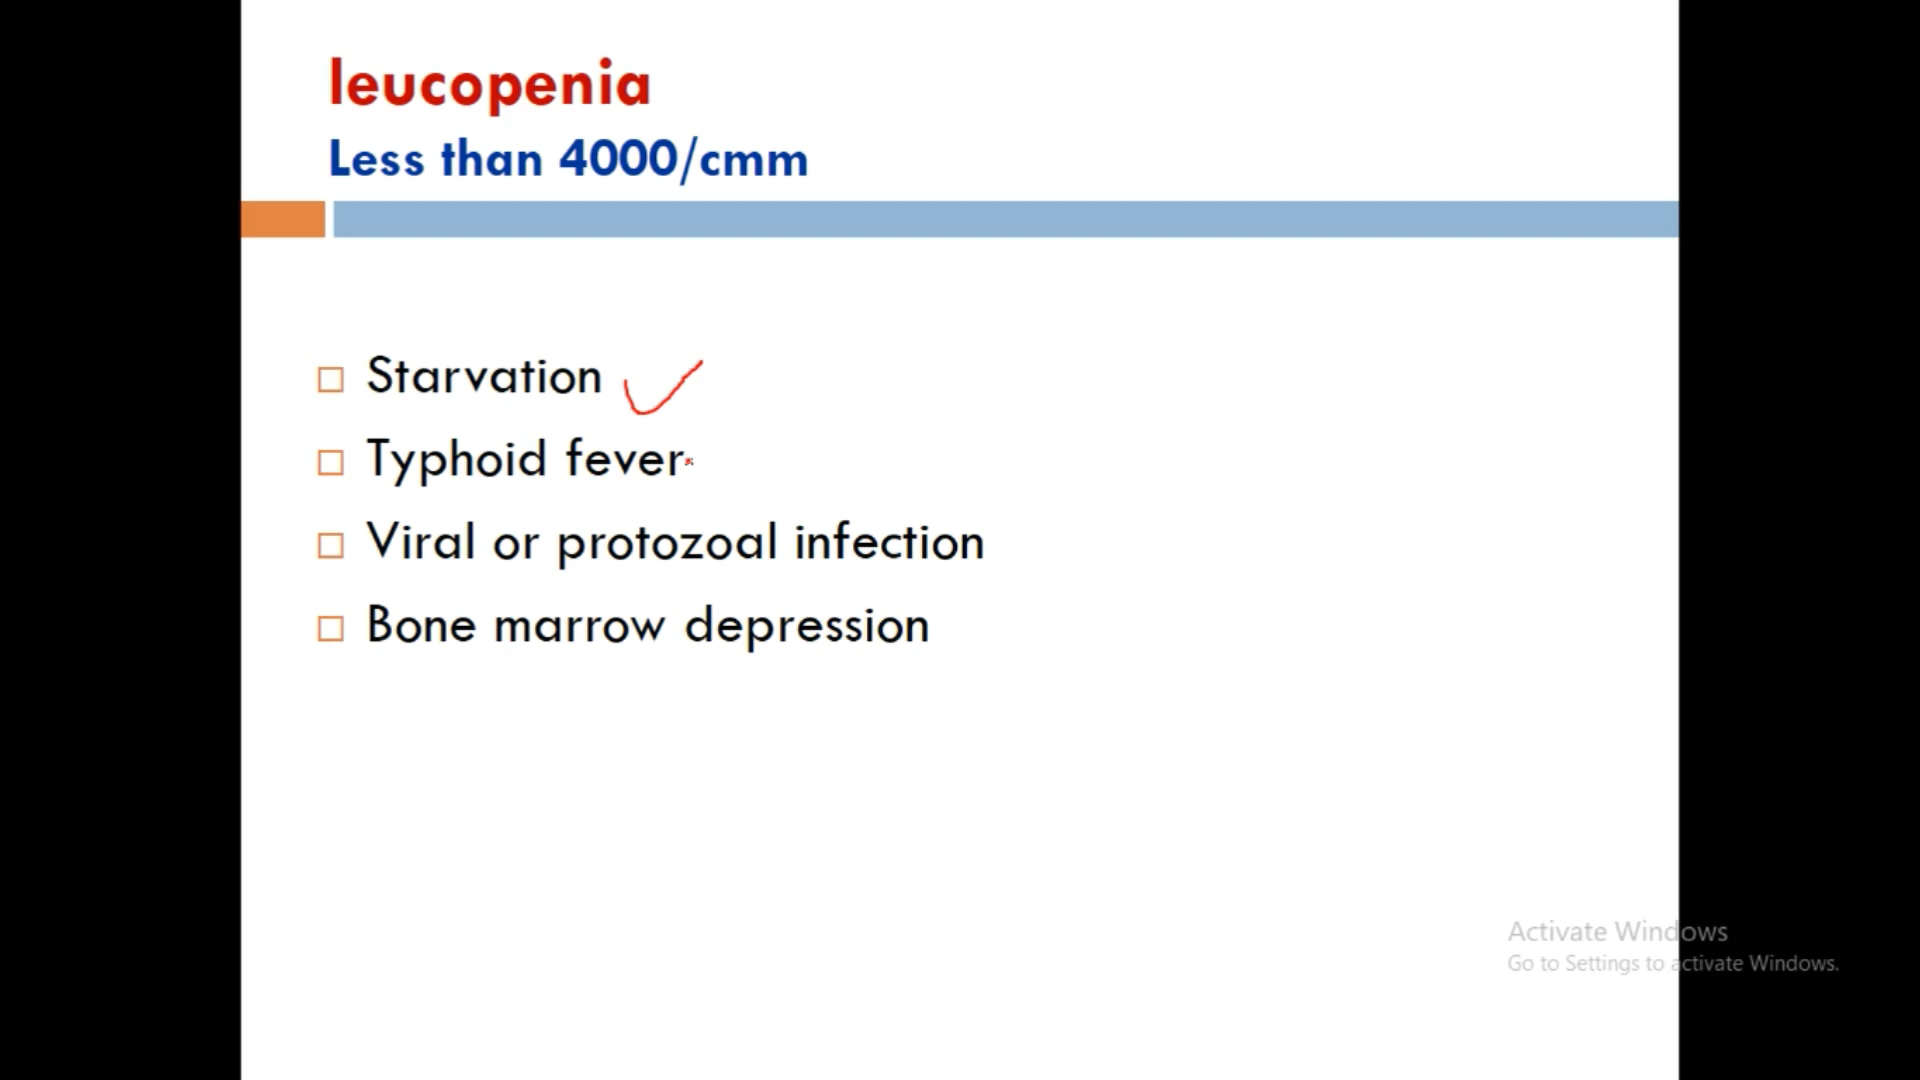 leucopenia
Less than 4000/cmm
Starvation
Typhoid fever
Viral or protozoal infection
Bone marrow depression
Activate Windows
Go to Settings to activate Windows.